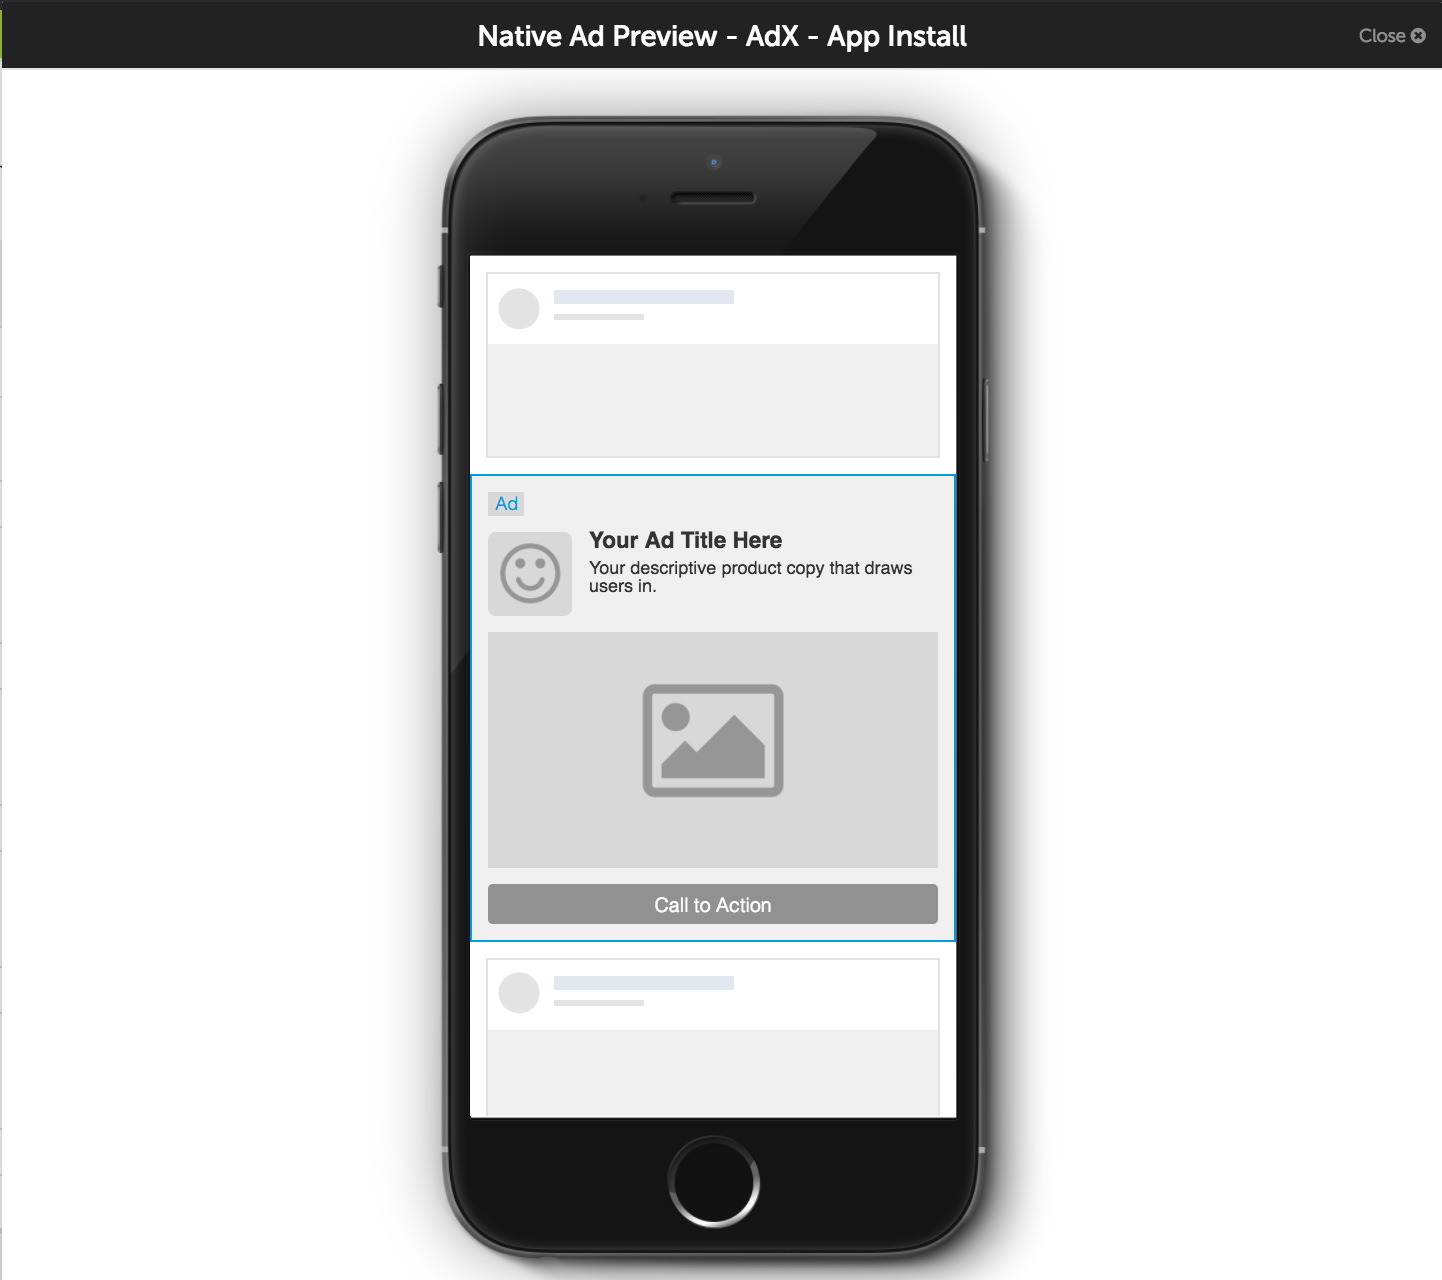 Native Ad Preview - AdX - App Install
Close
Ad
Your Ad Title Here
Your descriptive product copy that draws
users in.
Call to Action